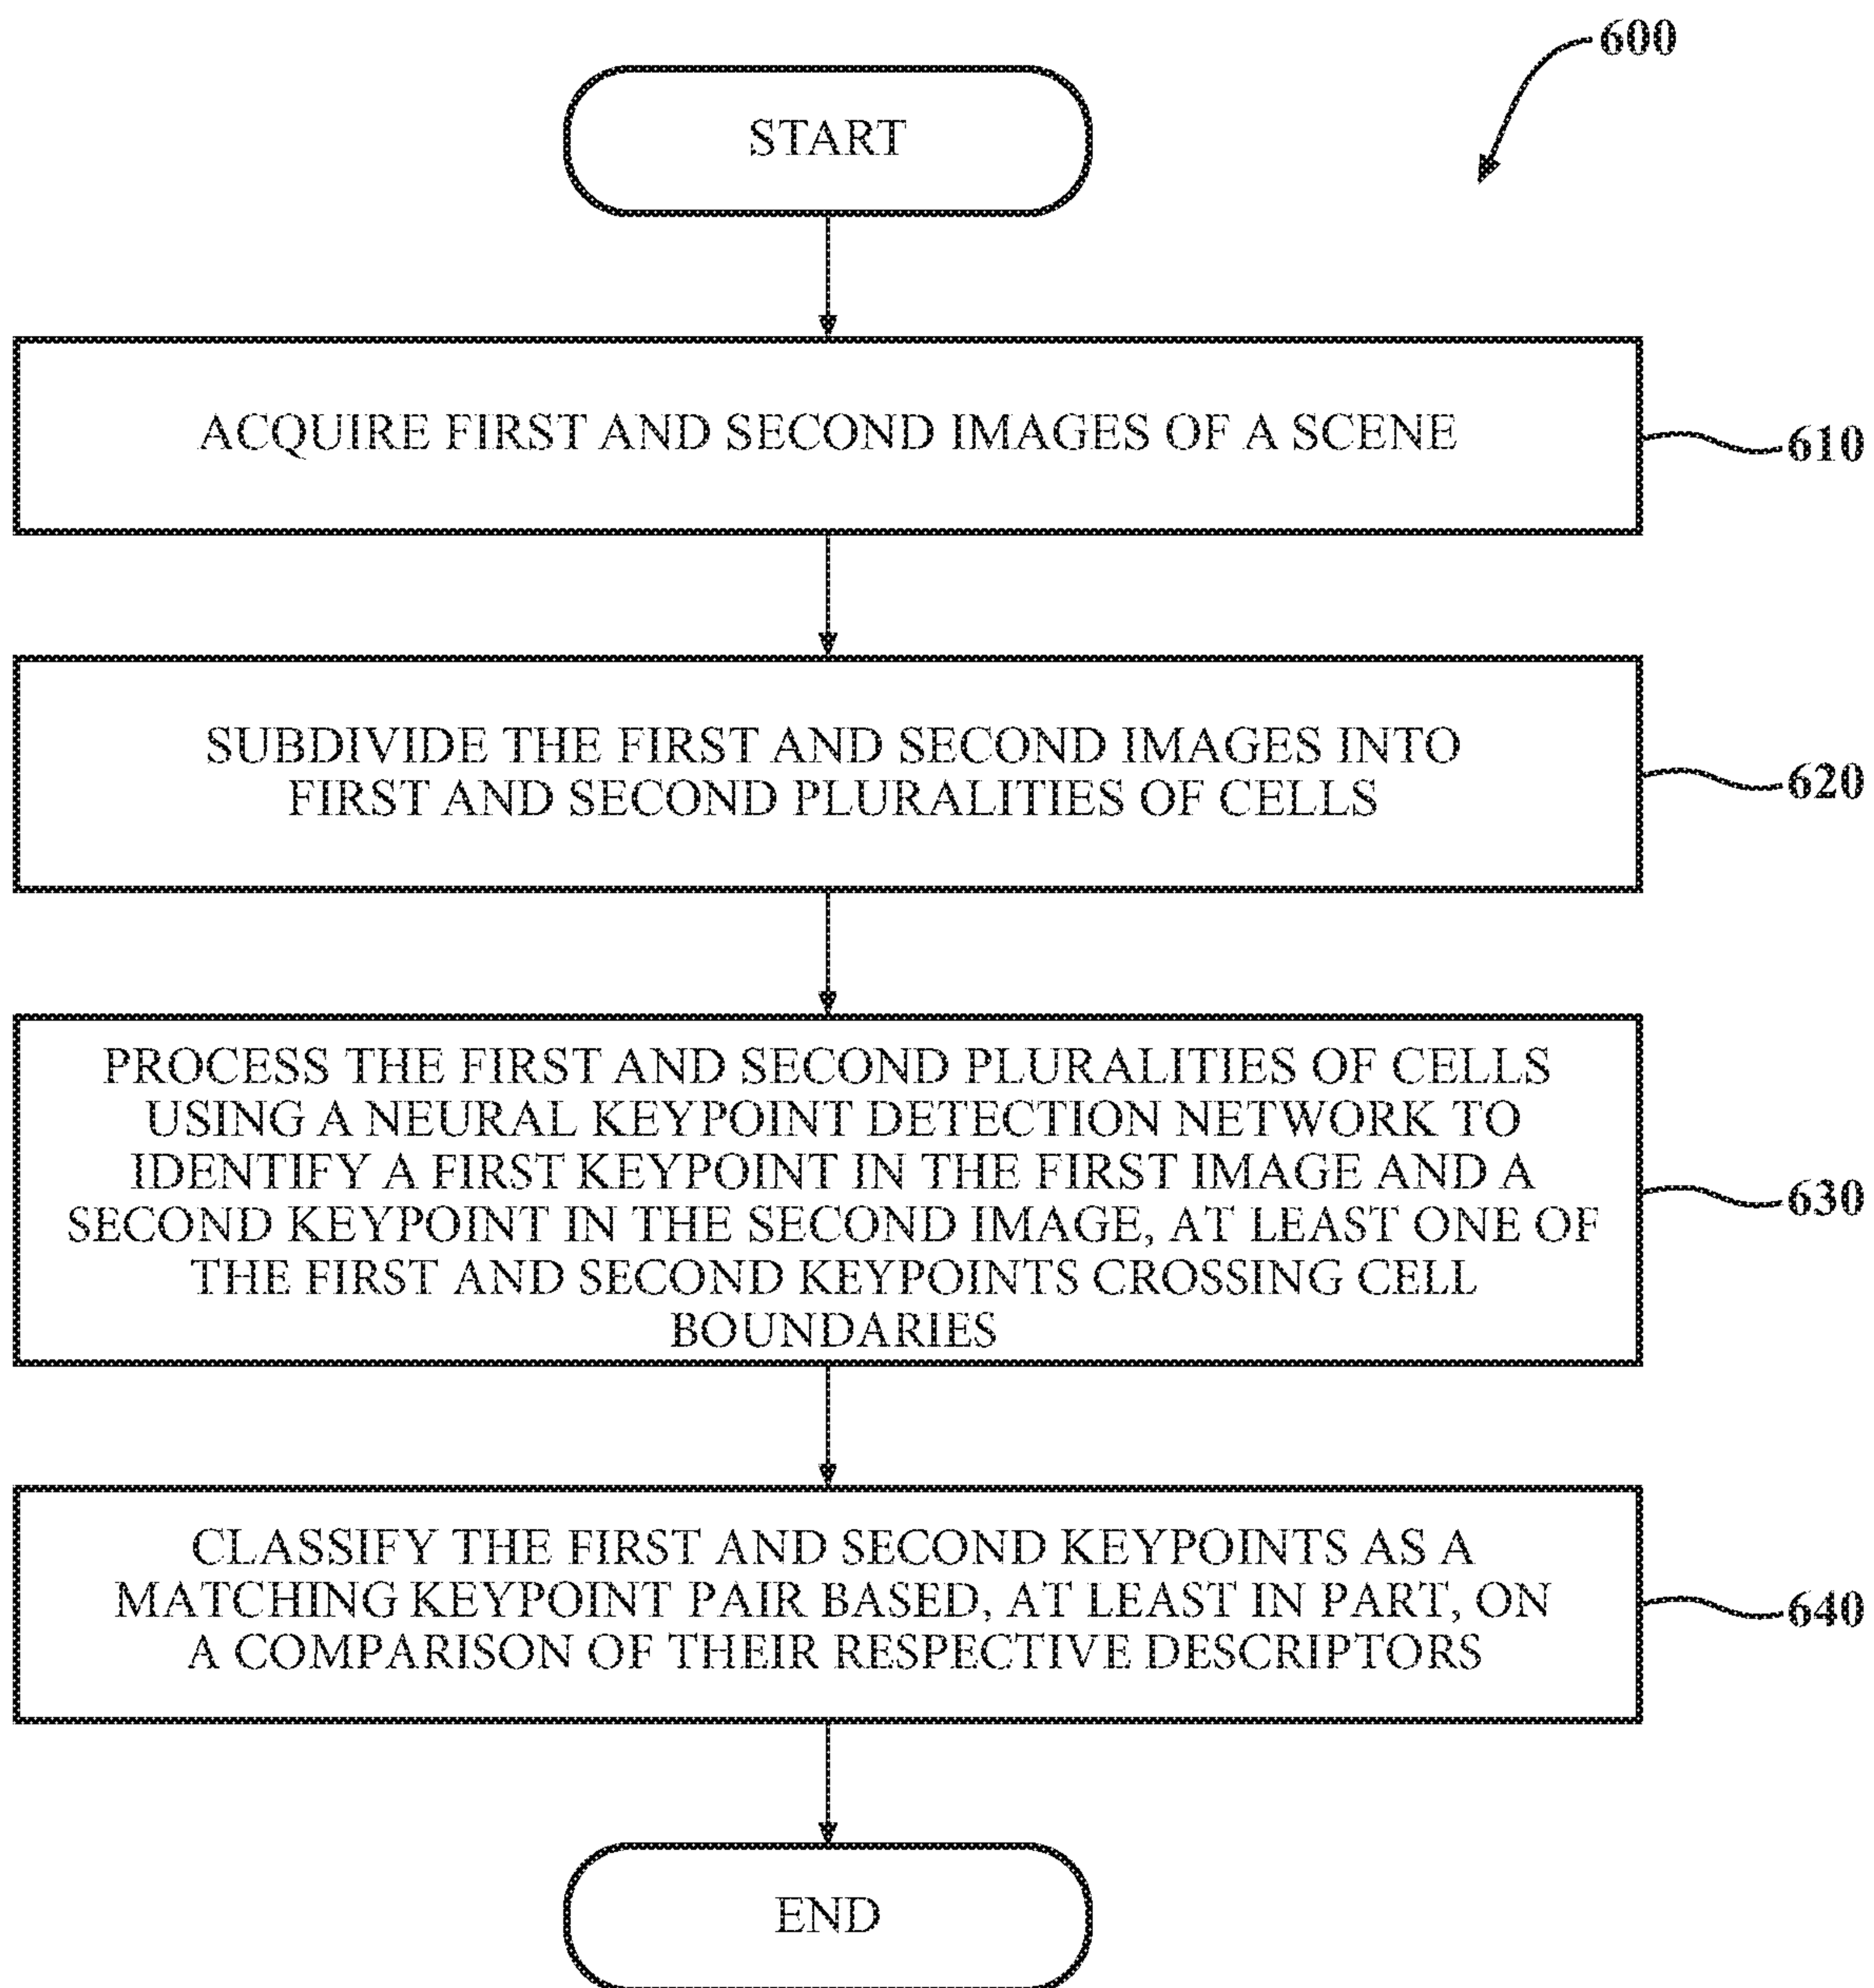 600
START
ACQUIRE FIRST AND SECOND IMAGES OF A SCENE
610
SUBDIVIDE THE FIRST AND SECOND IMAGES INTO
FIRST AND SECOND PLURALITIES OF CELLS
620
PROCESS THE FIRST AND SECOND PLURALITIES OF CELLS
USING A NEURAL KEYPOINT DETECTION NETWORK TO
IDENTIFY A FIRST KEYPOINT IN THE FIRST IMAGE AND A
SECOND KEYPOINT IN THE SECOND IMAGE, AT LEAST ONE OF
THE FIRST AND SECOND KEYPOINTS CROSSING CELL
BOUNDARIES
630
CLASSIFY THE FIRST AND SECOND KEYPOINTS AS A
MATCHING KEYPOINT PAIR BASED, AT LEAST IN PART, ON
A COMPARISON OF THEIR RESPECTIVE DESCRIPTORS
640
END